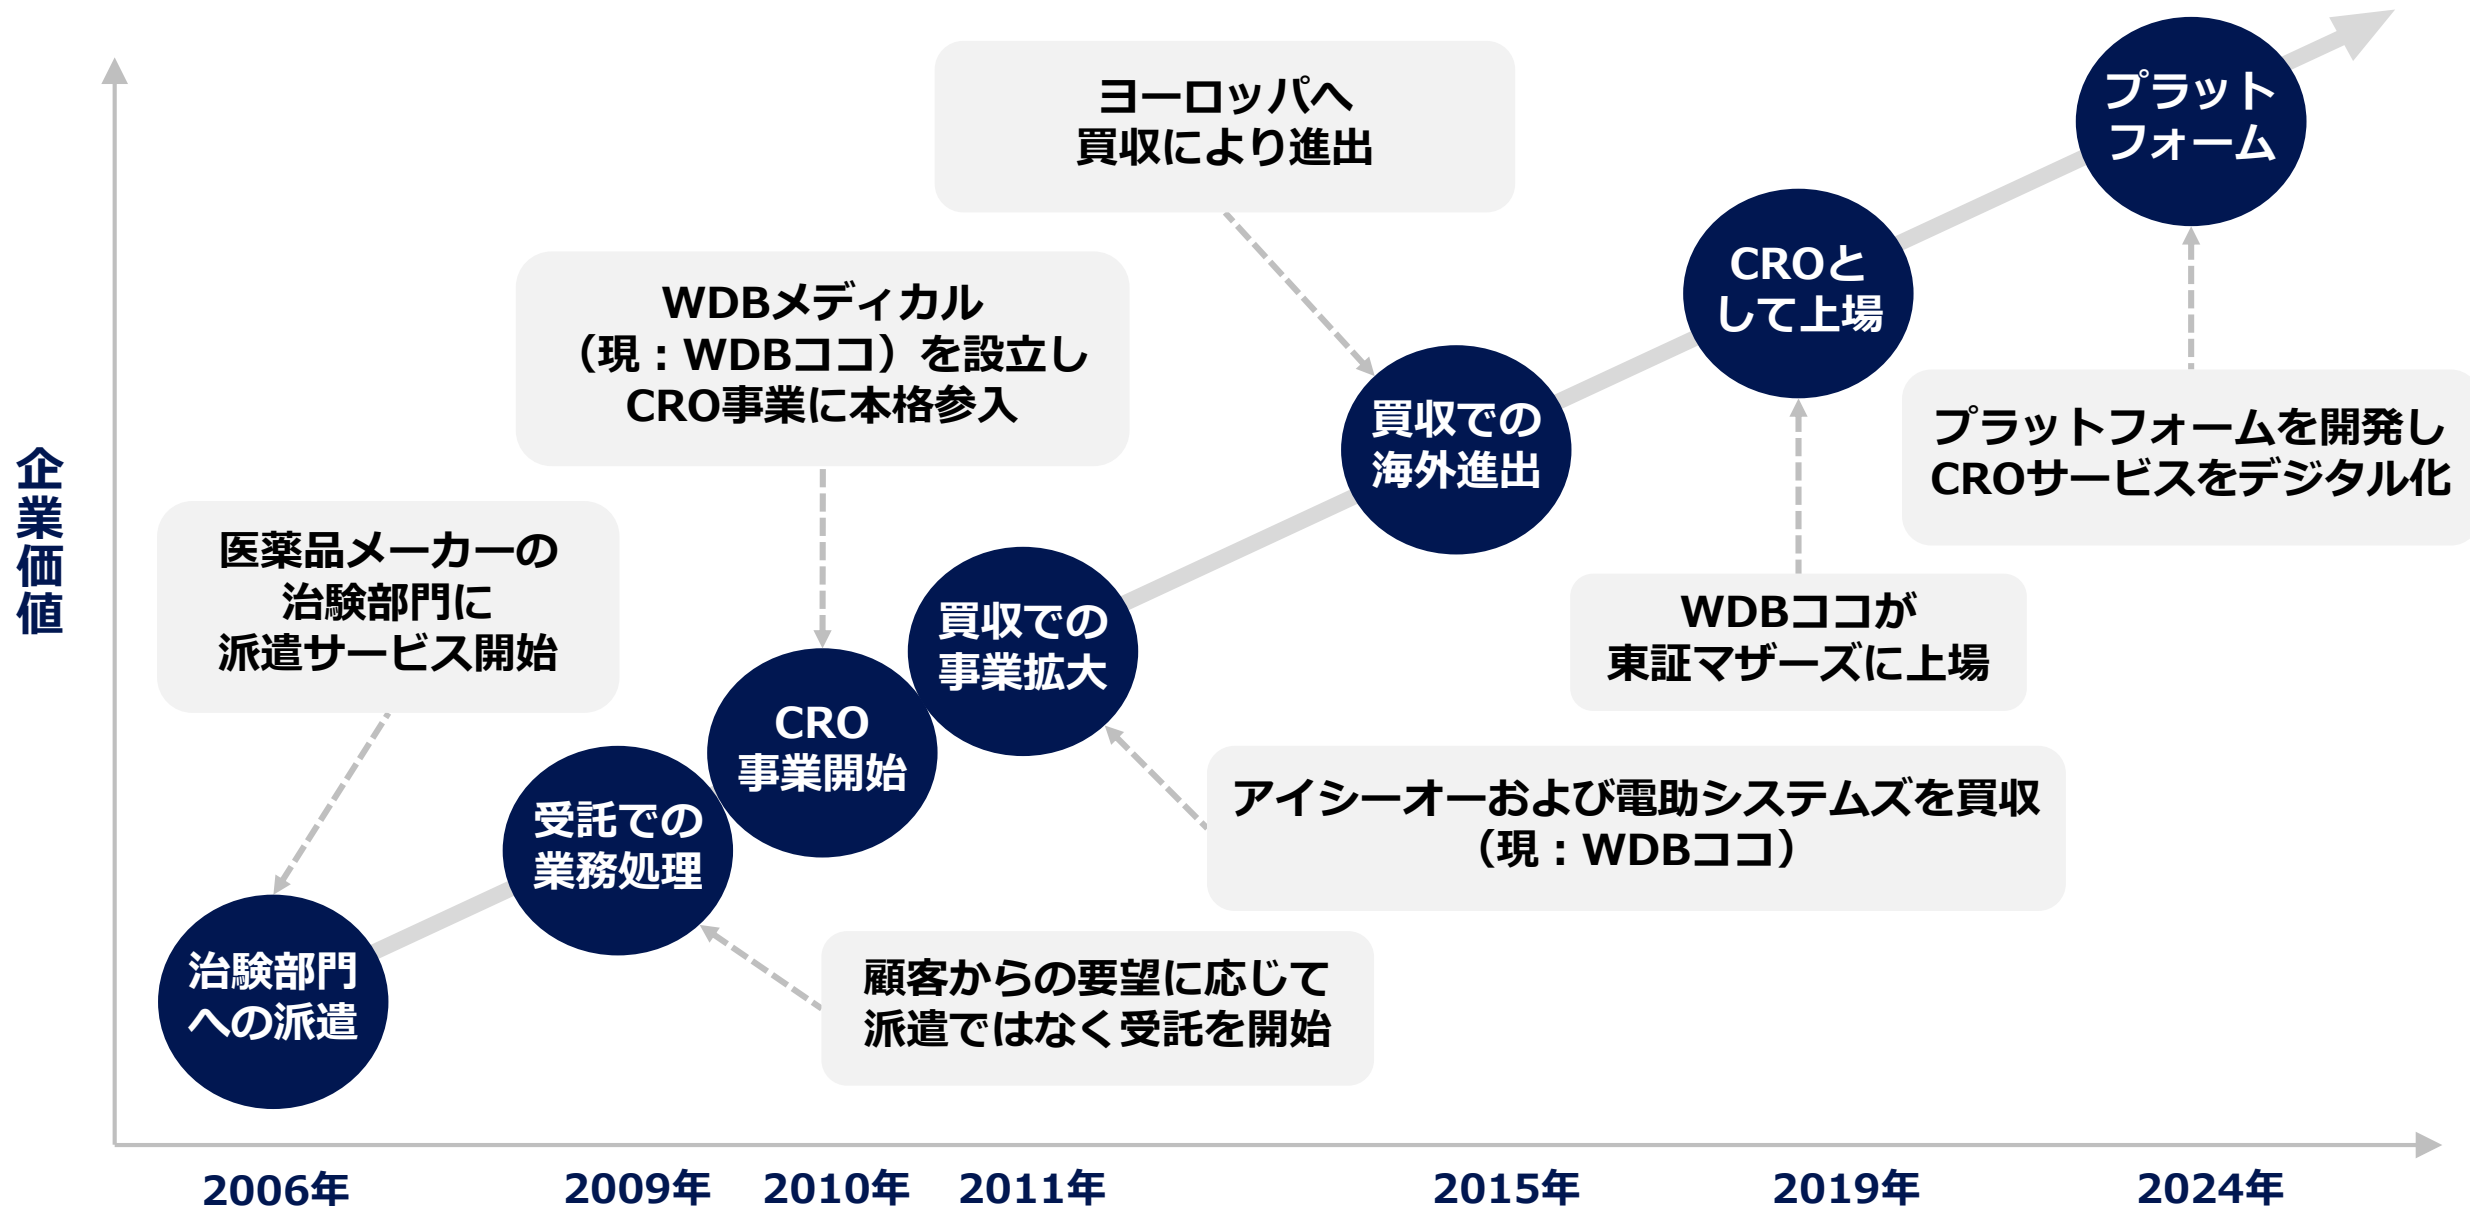 企業価値
ヨーロッパへ
買収により進出
プラット
フォーム
WDBメディカル
（現：WDBココ）を設立し
CRO事業に本格参入
CROと
して上場
プラットフォームを開発し
CROサービスをデジタル化
買収での
海外進出
医薬品メーカーの
治験部門に
派遣サービス開始
WDBココが
東証マザーズに上場
買収での
事業拡大
CRO
事業開始
アイシーオーおよび電助システムズを買収
（現：WDBココ）
受託での
業務処理
顧客からの要望に応じて
派遣ではなく受託を開始
治験部門
への派遣
2006年
2009年
2010年
2011年
2015年
2019年
2024年